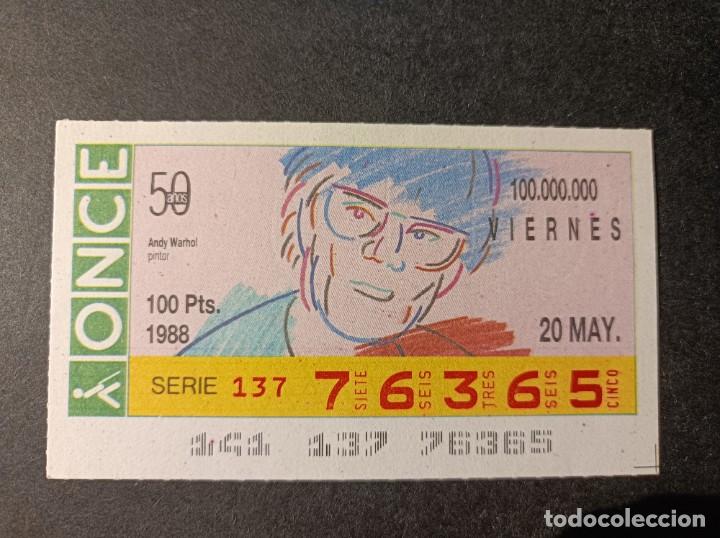 ONCE
50
años
Andy Warhol
pintor
100 Pts.
1988
100.000.000
VIERNES
20 MAY.
SERIE 137 7 SIETE 6 SEIS 3 TRES 6 SEIS 5 CINCO
141 137 76365
todocoleccion